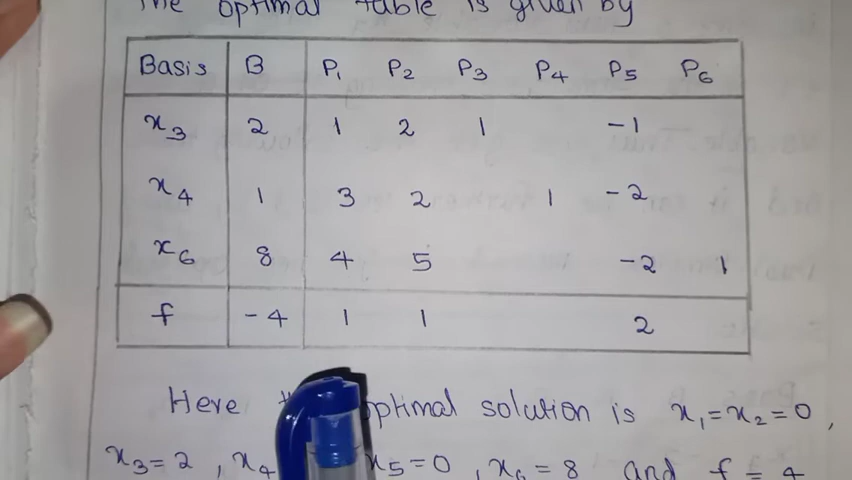 The optimal table is given by
Basis B P1 P2 P3 P4 P5 P6
x3 2 1 2 1 -1
x4 1 3 2 1 -2
x6 8 4 5 -2 1
f -4 1 1 2
Here optimal solution is x1 = x2 = 0,
x3 = 2, x4 x5 = 0, x6 = 8 and f = 4